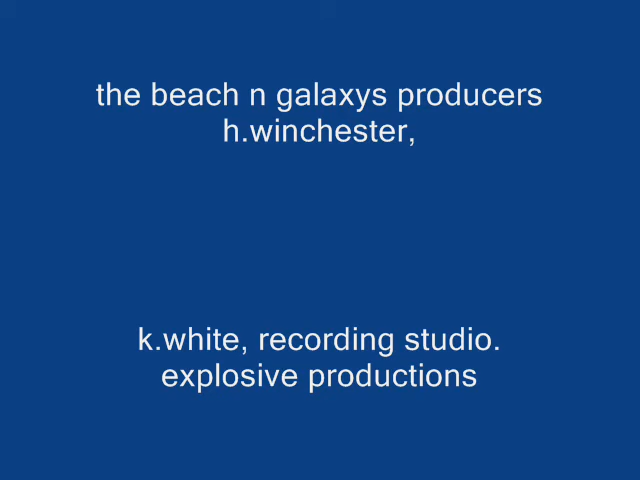 the beach n galaxys producers
h.winchester,
k.white, recording studio.
explosive productions